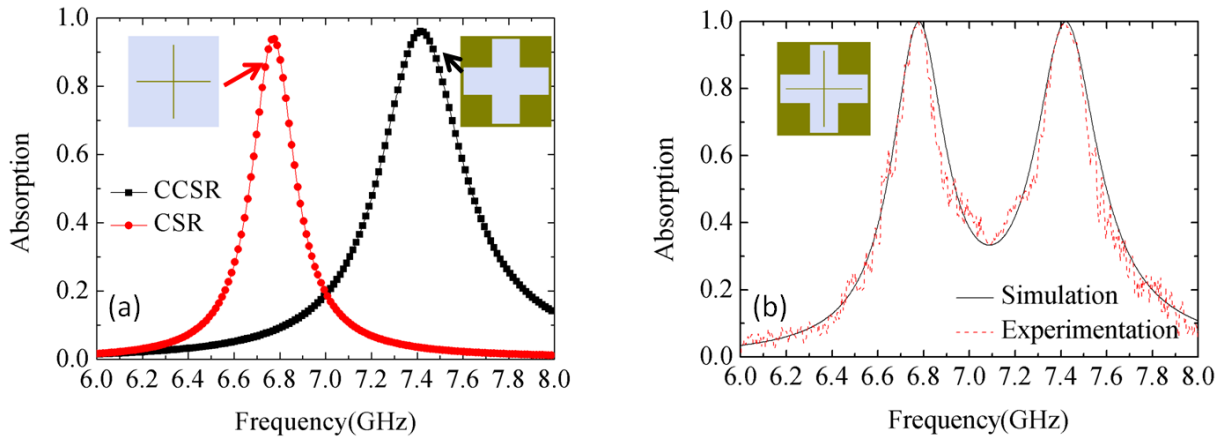 1.0
0.8
0.6
0.4
0.2
0.0
Absorption
CCSR
CSR
(a)
6.0 6.2 6.4 6.6 6.8 7.0 7.2 7.4 7.6 7.8 8.0
Frequency(GHz)
1.0
0.8
0.6
0.4
0.2
0.0
Absorption
Simulation
Experimentation
(b)
6.0 6.2 6.4 6.6 6.8 7.0 7.2 7.4 7.6 7.8 8.0
Frequency(GHz)